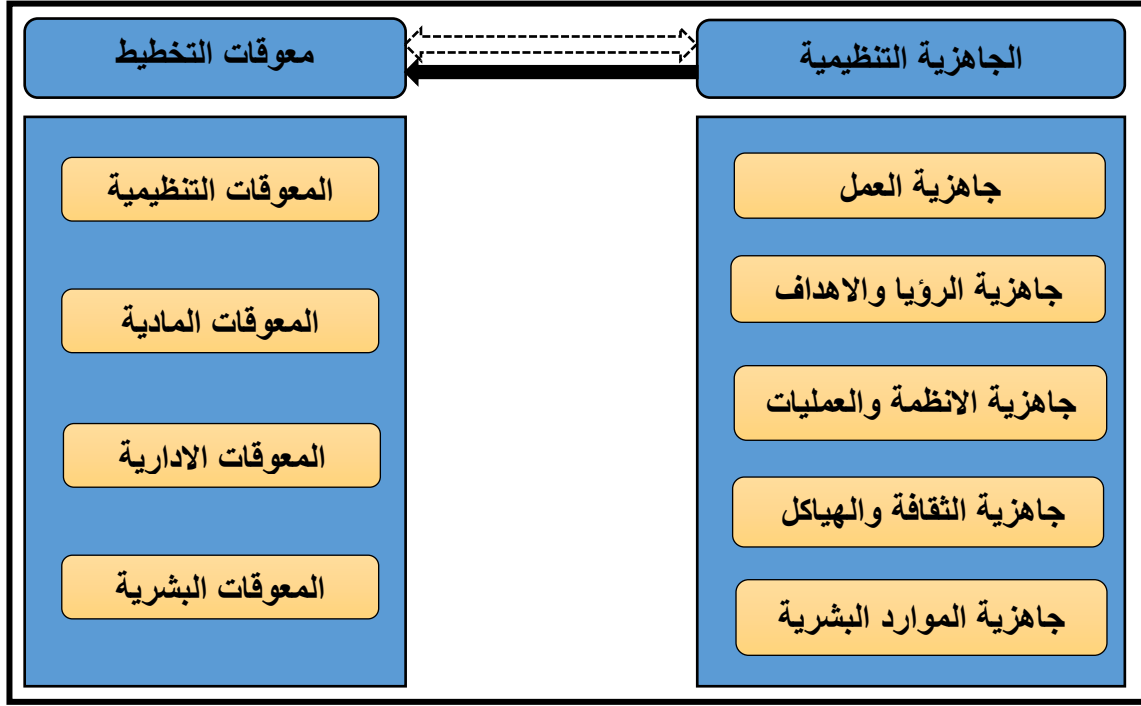 الجاهزية التنظيمية
معوقات التخطيط
جاهزية العمل
جاهزية الرؤيا والاهداف
جاهزية الانظمة والعمليات
جاهزية الثقافة والهياكل
جاهزية الموارد البشرية
المعوقات التنظيمية
المعوقات المادية
المعوقات الادارية
المعوقات البشرية